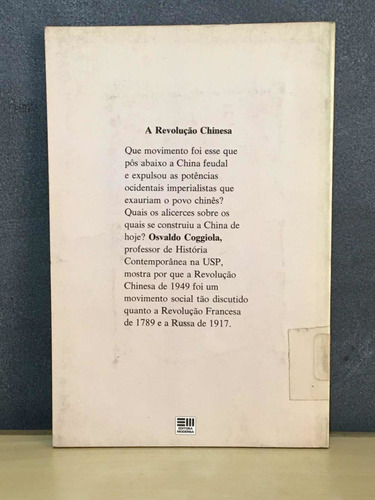 A Revolução Chinesa
Que movimento foi esse que
pôs abaixo a China feudal
e expulsou as potências
ocidentais imperialistas que
exauriam o povo chinês?
Quais os alicerces sobre os
quais se construiu a China de
hoje? Osvaldo Coggiola,
professor de História
Contemporânea na USP,
mostra por que a Revolução
Chinesa de 1949 foi um
movimento social tão discutido
quanto a Revolução Francesa
de 1789 e a Russa de 1917.
EDITORA
MODERNA